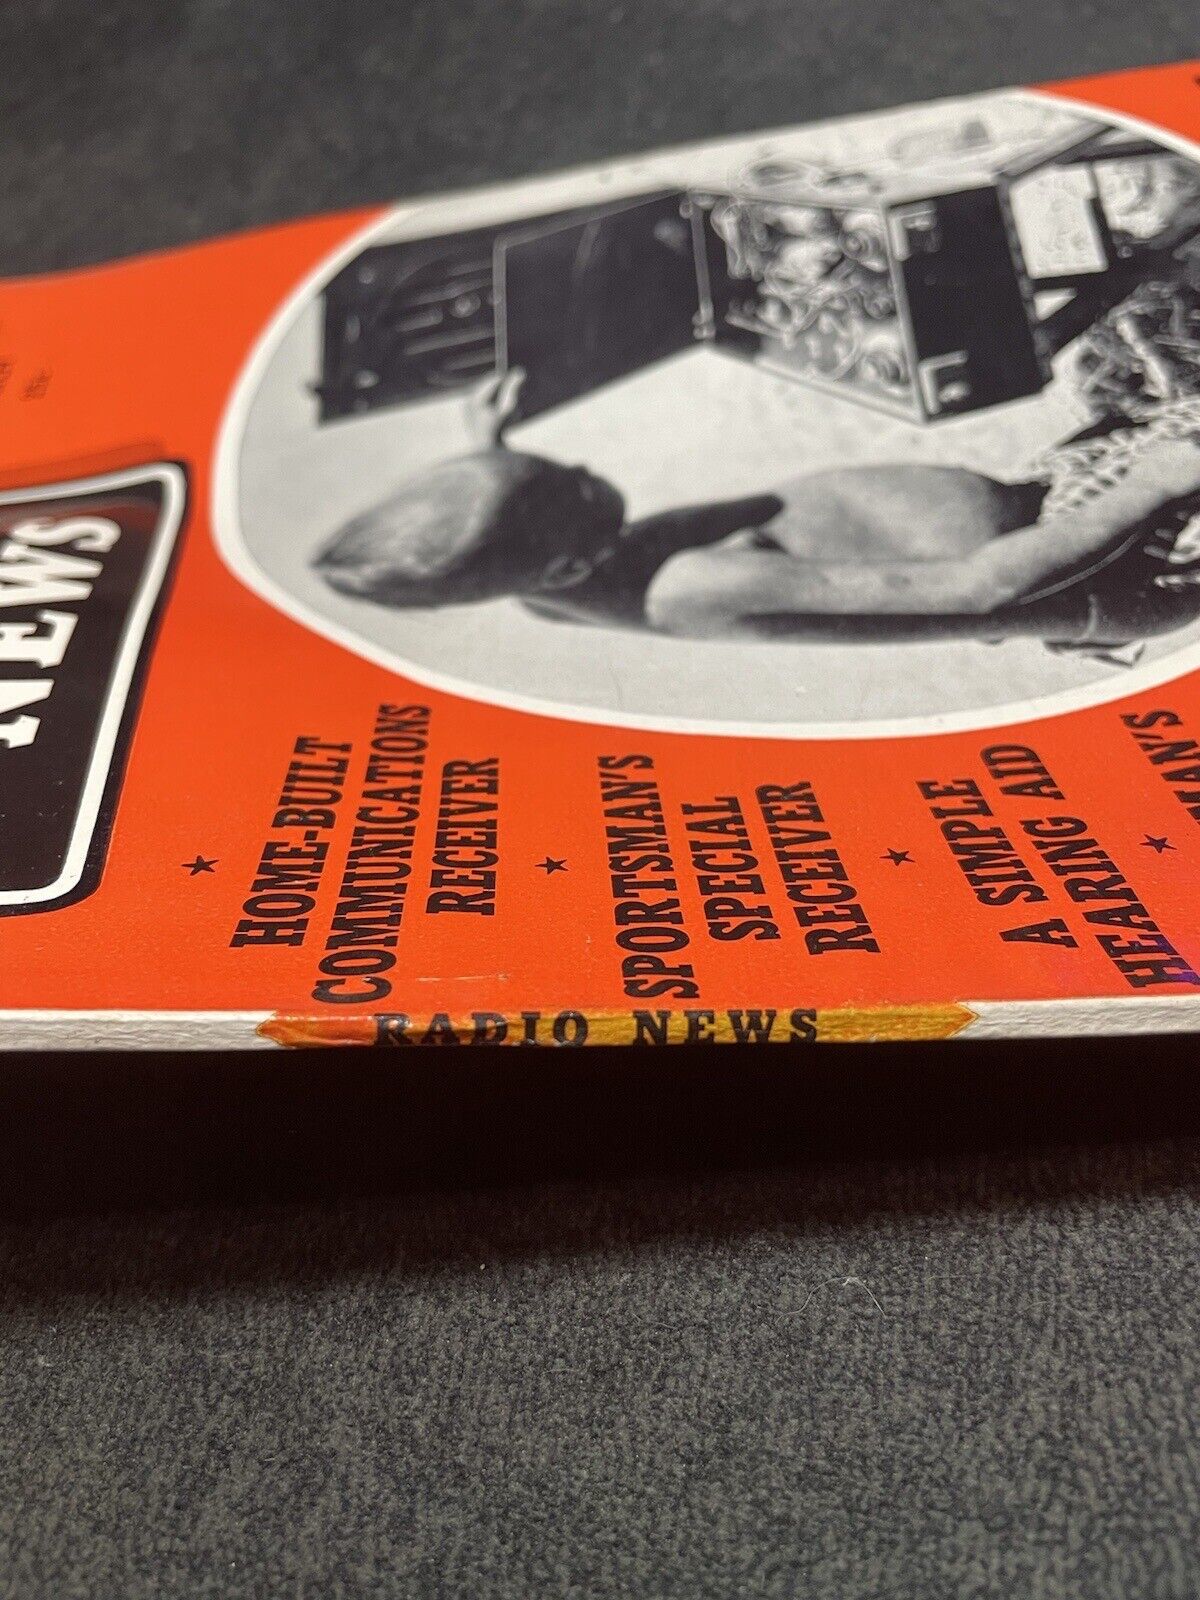 NEWS
★
HOME-BUILT
COMMUNICATIONS
RECEIVER
★
SPORTSMAN'S
SPECIAL
RECEIVER
★
A SIMPLE
HEARING AID
★
RADIO NEWS